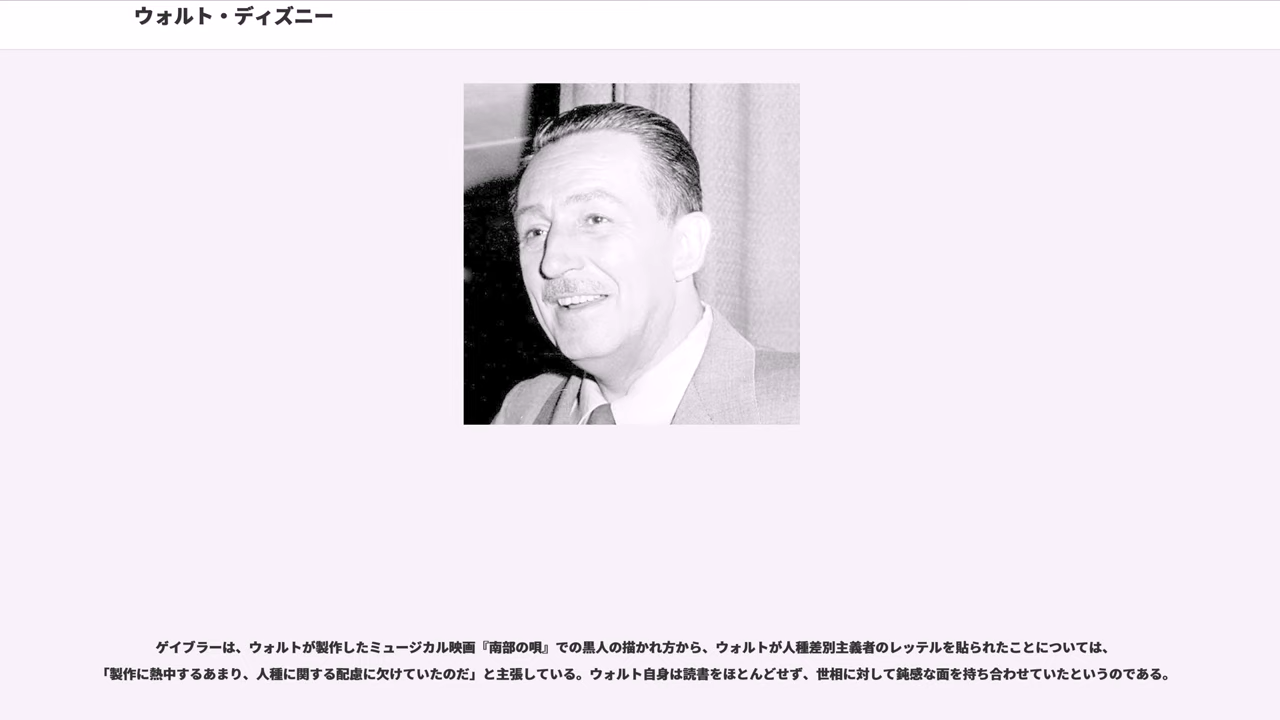 ウォルト・ディズニー
ゲイブラーは、ウォルトが製作したミュージカル映画『南部の唄』での黒人の描かれ方から、ウォルトが人種差別主義者のレッテルを貼られたことについては、
「製作に熱中するあまり、人種に関する配慮に欠けていたのだ」と主張している。ウォルト自身は読書をほとんどせず、世相に対して鈍感な面を持ち合わせていたというのである。